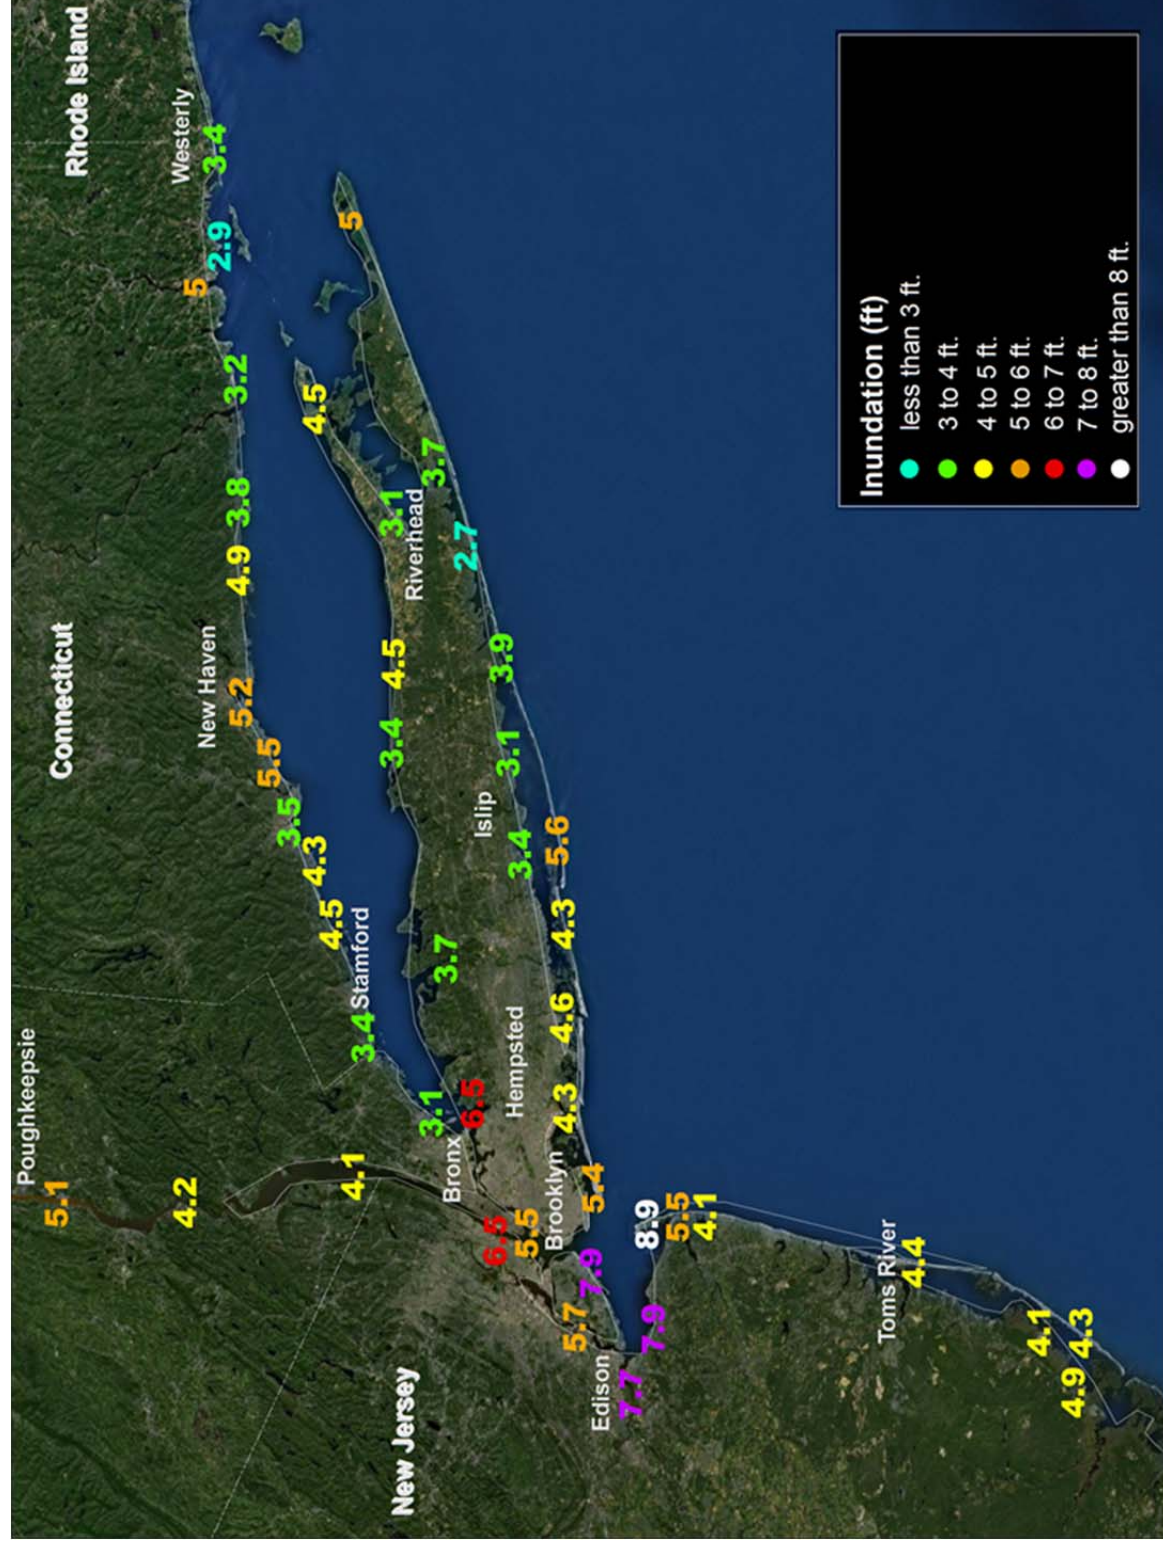 Poughkeepsie
Connecticut
Rhode Island
5.1
4.2
New Haven
Westerly
5
3.4
2.9
5.2
4.9
3.8
3.2
5.5
3.5
4.3
4.5
4.5
5
Stamford
3.4
4.1
3.1
3.4
4.5
3.1
3.7
Riverhead
New Jersey
Bronx
6.5
3.7
2.7
Islip
3.9
3.1
6.5
Hempsted
3.4
5.5
Brooklyn
4.3
4.6
4.3
5.6
5.7
7.9
5.4
Edison
7.7
7.9
8.9
5.5
4.1
Toms River
4.4
4.1
4.3
4.9
Inundation (ft)
less than 3 ft.
3 to 4 ft.
4 to 5 ft.
5 to 6 ft.
6 to 7 ft.
7 to 8 ft.
greater than 8 ft.